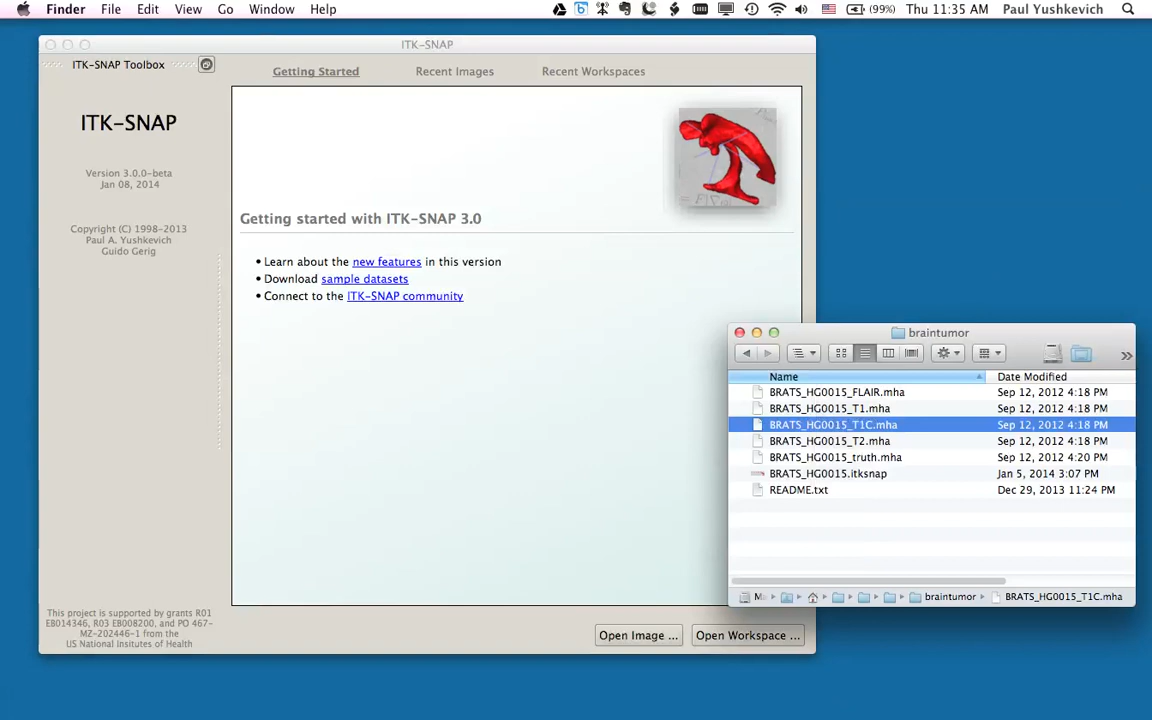 Finder File Edit View Go Window Help (99%) Thu 11:35 AM Paul Yushkevich
ITK-SNAP
ITK-SNAP Toolbox
Getting Started Recent Images Recent Workspaces
ITK-SNAP
Version 3.0.0-beta
Jan 08, 2014
Copyright (C) 1998-2013
Paul A. Yushkevich
Guido Gerig
This project is supported by grants R01
EB014346, R03 EB008200, and PO 467-
MZ-202446-1 from the
US National Insitutes of Health
Getting started with ITK-SNAP 3.0
• Learn about the new features in this version
• Download sample datasets
• Connect to the ITK-SNAP community
Open Image ... Open Workspace ...
braintumor
Name Date Modified
BRATS_HG0015_FLAIR.mha Sep 12, 2012 4:18 PM
BRATS_HG0015_T1.mha Sep 12, 2012 4:18 PM
BRATS_HG0015_T1C.mha Sep 12, 2012 4:18 PM
BRATS_HG0015_T2.mha Sep 12, 2012 4:18 PM
BRATS_HG0015_truth.mha Sep 12, 2012 4:20 PM
BRATS_HG0015.itksnap Jan 5, 2014 3:07 PM
README.txt Dec 29, 2013 11:24 PM
braintumor BRATS_HG0015_T1C.mha